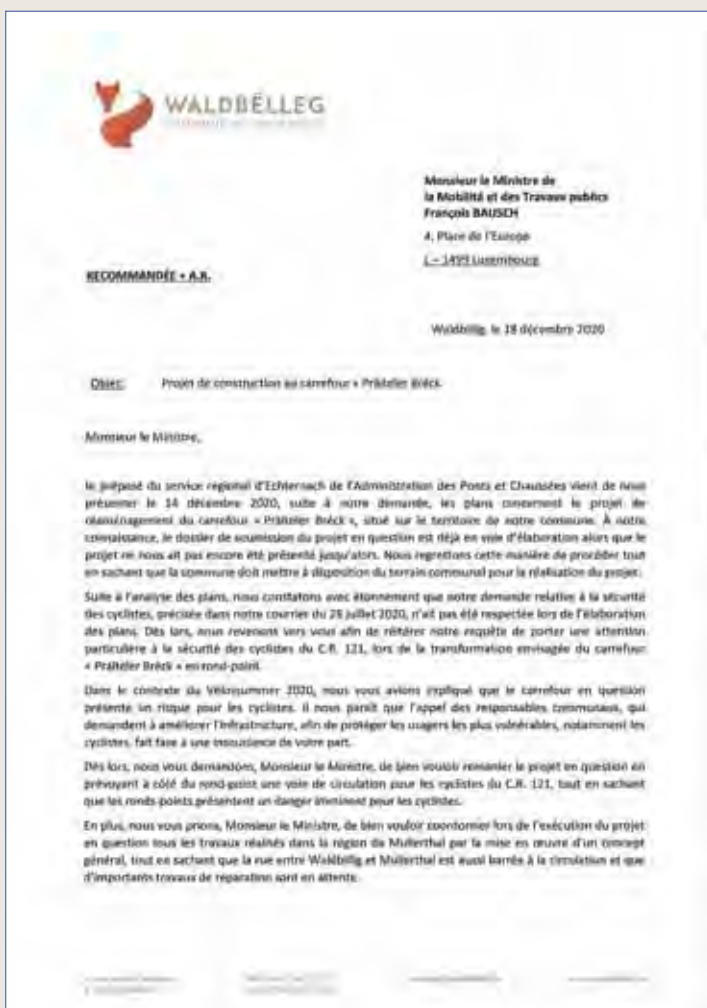 WALDBËLLEG
Monsieur le Ministre de
la Mobilité et des Travaux publics
François BAUSCH
4, Place de l'Europe
L – 1499 Luxembourg
RECOMMANDÉE + A.R.
Waldbillig, le 18 décembre 2020
Objet: Projet de construction au carrefour « Präiteler Bréck
Monsieur le Ministre,
le préposé du service regional d'Echternach de l'Administration des Ponts et Chaussées vient de nous
présenter le 14 décembre 2020, suite à notre demande, les plans concernant le projet de
réaménagement du carrefour « Präiteler Bréck », situé sur le territoire de notre commune. À notre
connaissance, le dossier de soumission du projet en question est déjà en voie d'élaboration alors que le
projet ne nous ait pas encore été présenté jusqu'alors. Nous regrettons cette manière de procéder tout
en sachant que la commune doit mettre à disposition du terrain communal pour la réalisation du projet.
Suite à l'analyse des plans, nous constatons avec étonnement que notre demande relative à la sécurité
des cyclistes, précisée dans notre courrier du 28 juillet 2020, n'ait pas été respectée lors de l'élaboration
des plans. Dès lors, nous revenons vers vous afin de réitérer notre requête de porter une attention
particulière à la sécurité des cyclistes du C.R. 121, lors de la transformation envisagée du carrefour
« Präiteler Bréck » en rond-point.
Dans le contexte du Vëlosummer 2020, nous vous avions expliqué que le carrefour en question
présente un risque pour les cyclistes. Il nous parait que l'appel des responsables communaux, qui
demandent à améliorer l'infrastructure, afin de protéger les usagers les plus vulnérables, notamment les
cyclistes, fait face à une insouciance de votre part.
Dès lors, nous vous demandons, Monsieur le Ministre, de bien vouloir remanier le projet en question en
prévoyant à côté du rond-point une voie de circulation pour les cyclistes du C.R. 121, tout en sachant
que les ronds-points présentent un danger imminent pour les cyclistes.
En plus, nous vous prions, Monsieur le Ministre, de bien vouloir coordonner lors de l'exécution du projet
en question tous les travaux réalisés dans la région du Mullerthal par la mise en œuvre d'un concept
général, tout en sachant que la rue entre Waldbillig et Mullerthal est aussi barrée à la circulation et que
d'importants travaux de réparation sont en attente.